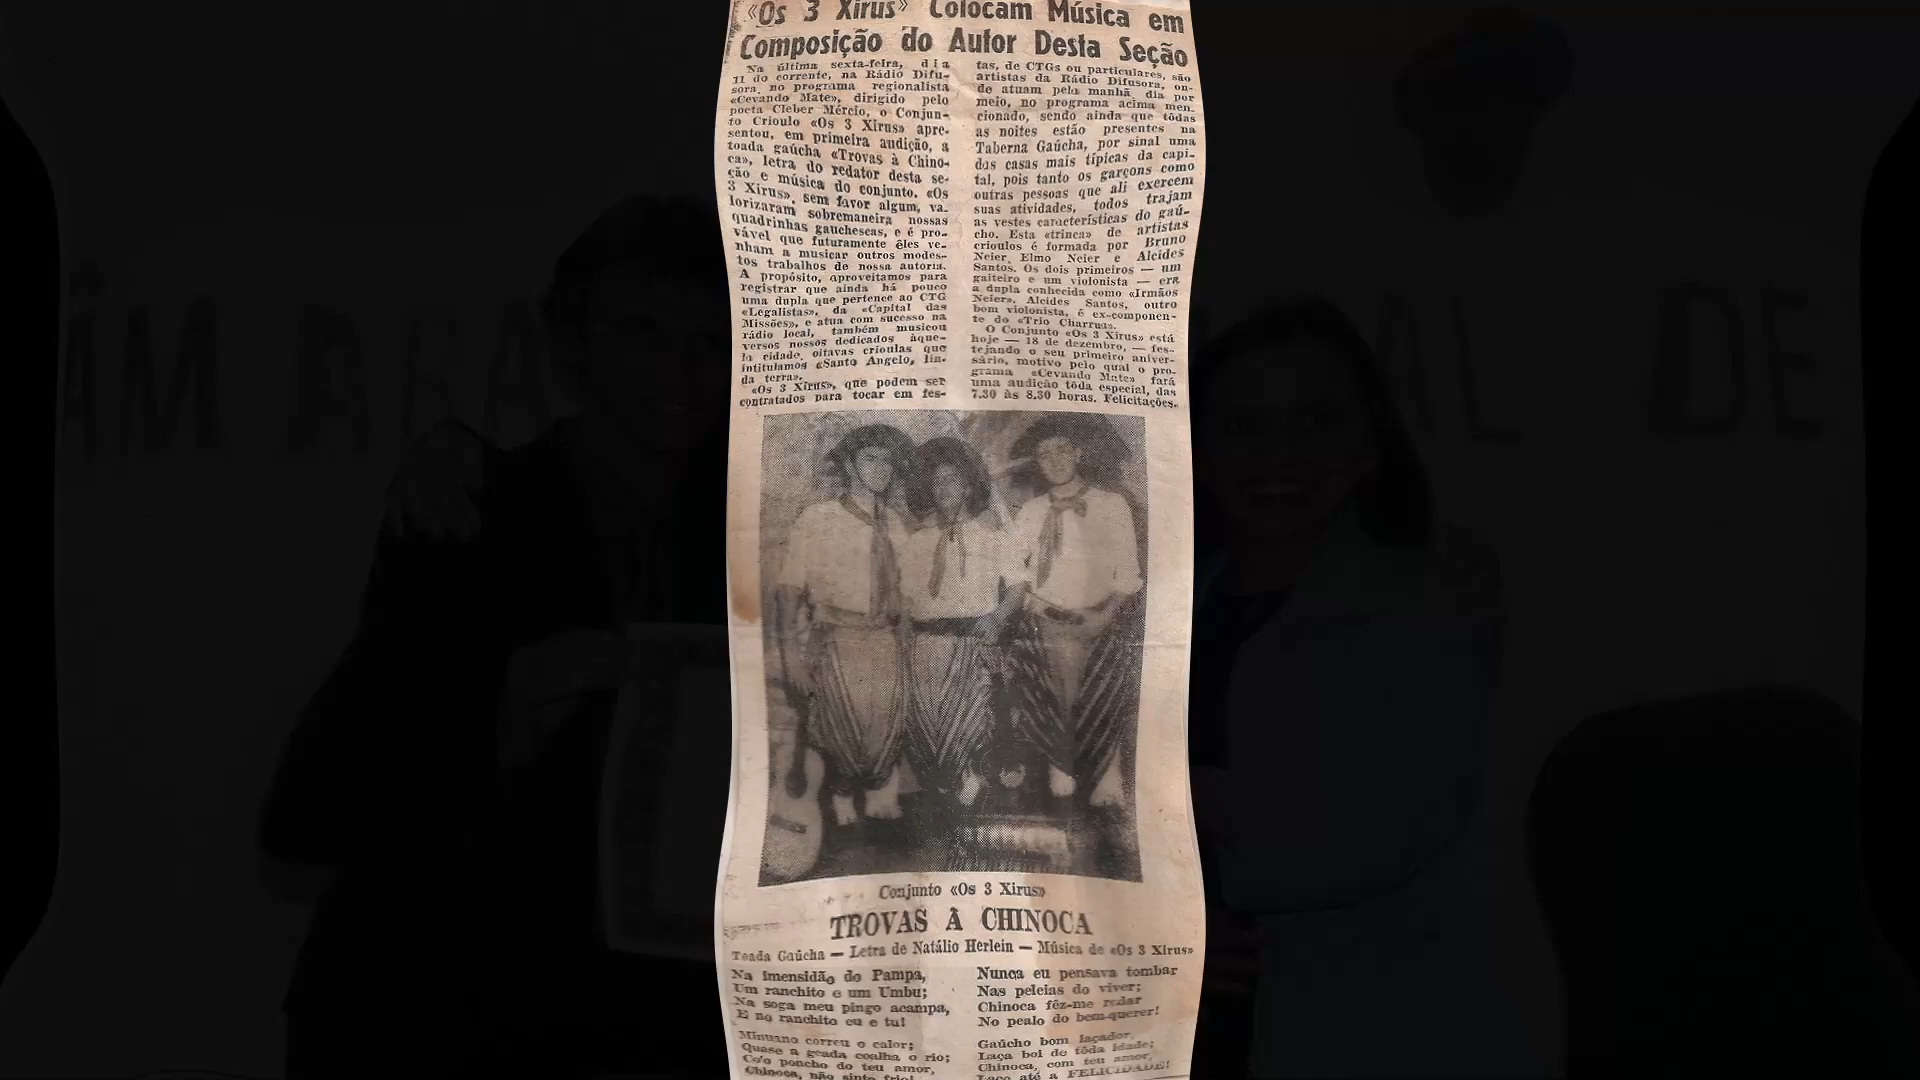 «Os 3 Xirus» Colocam Música em
Composição do Autor Desta Seção
Na última sexta-feira, dia
11 do corrente, na Rádio Difu-
sora, no programa regionalista
«Cevando Mate», dirigido pelo
poeta Cleber Mércio, o Conjun-
to Crioulo «Os 3 Xirus» apre-
sentou, em primeira audição, a
toada gaúcha «Trovas à Chino-
ca», letra do redator desta se-
ção e música do conjunto. «Os
3 Xirus», sem favor algum, va-
lorizaram sobremaneira nossas
quadrinhas gauchescas, e é pro-
vável que futuramente êles ve-
nham a musicar outros modes-
tos trabalhos de nossa autoria.
A propósito, aproveitamos para
registrar que ainda há pouco
uma dupla que pertence ao CTG
«Legalistas», da «Capital das
Missões», e atua com sucesso na
rádio local, também musicou
versos nossos dedicados àque-
la cidade, oitavas crioulas que
intitulamos «Santo Angelo, lin-
da terra».
«Os 3 Xirus», que podem ser
contratados para tocar em fes-
tas, de CTGs ou particulares, são
artistas da Rádio Difusora, on-
de atuam pela manhã, dia por
meio, no programa acima men-
cionado, sendo ainda que tôdas
as noites estão presentes na
Taberna Gaúcha, por sinal uma
das casas mais típicas da capi-
tal, pois tanto os garçons como
outras pessoas que ali exercem
suas atividades, todos trajam
as vestes características do gaú-
cho. Esta «trinca» de artistas
crioulos é formada por Bruno
Neier, Elmo Neier e Alcides
Santos. Os dois primeiros — um
gaiteiro e um violonista — era
a dupla conhecida como «Irmãos
Neier». Alcides Santos, outro
bom violonista, é ex-componen-
te do «Trio Charrua».
O Conjunto «Os 3 Xirus» está
hoje — 18 de dezembro, — fes-
tejando o seu primeiro aniver-
sário, motivo pelo qual o pro-
grama «Cevando Mate» fará
uma audição tôda especial, das
7.30 às 8.30 horas. Felicitações.
Conjunto «Os 3 Xirus»
TROVAS À CHINOCA
Toada Gaúcha — Letra de Natálio Herlein — Música de «Os 3 Xirus»
Na imensidão do Pampa,
Um ranchito e um Umbu;
Na soga meu pingo acampa,
E no ranchito eu e tu!
Minuano correu o calor;
Quase a geada coalha o rio;
Co'o poncho do teu amor,
Chinoca, não sinto frio!
Nunca eu pensava tombar
Nas peleias do viver;
Chinoca fêz-me rodar
No pealo do bem-querer!
Gaúcho bom laçador,
Laça boi de tôda idade;
Chinoca, com teu amor,
Laço até a FELICIDADE!